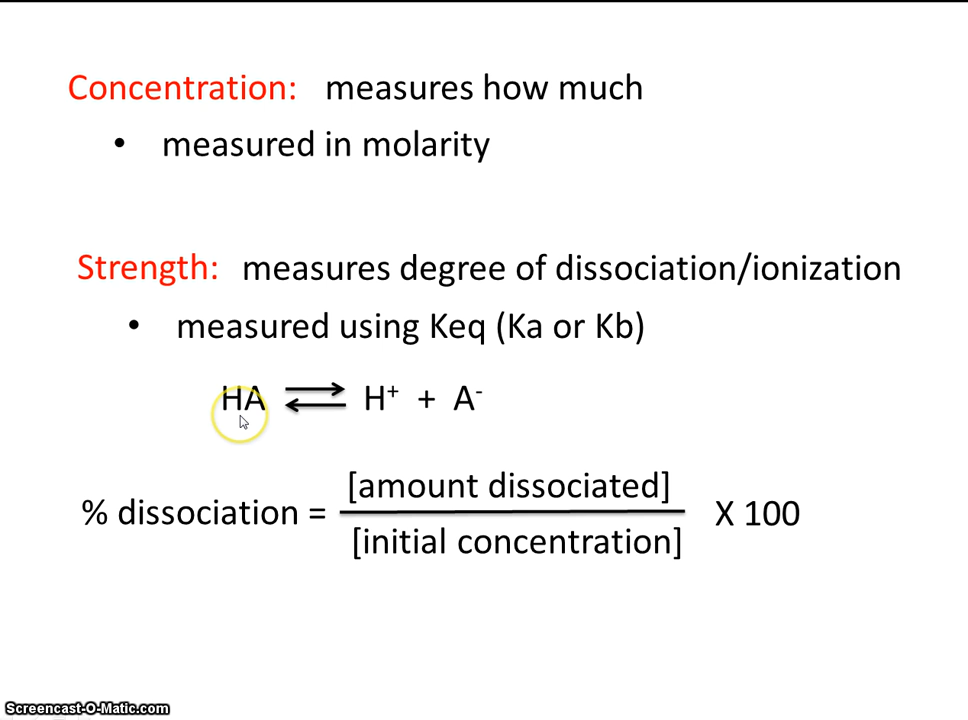 Concentration: measures how much
• measured in molarity
Strength: measures degree of dissociation/ionization
• measured using Keq (Ka or Kb)
HA ⇌ H⁺ + A⁻
[amount dissociated]
% dissociation = X 100
[initial concentration]
Screencast-O-Matic.com